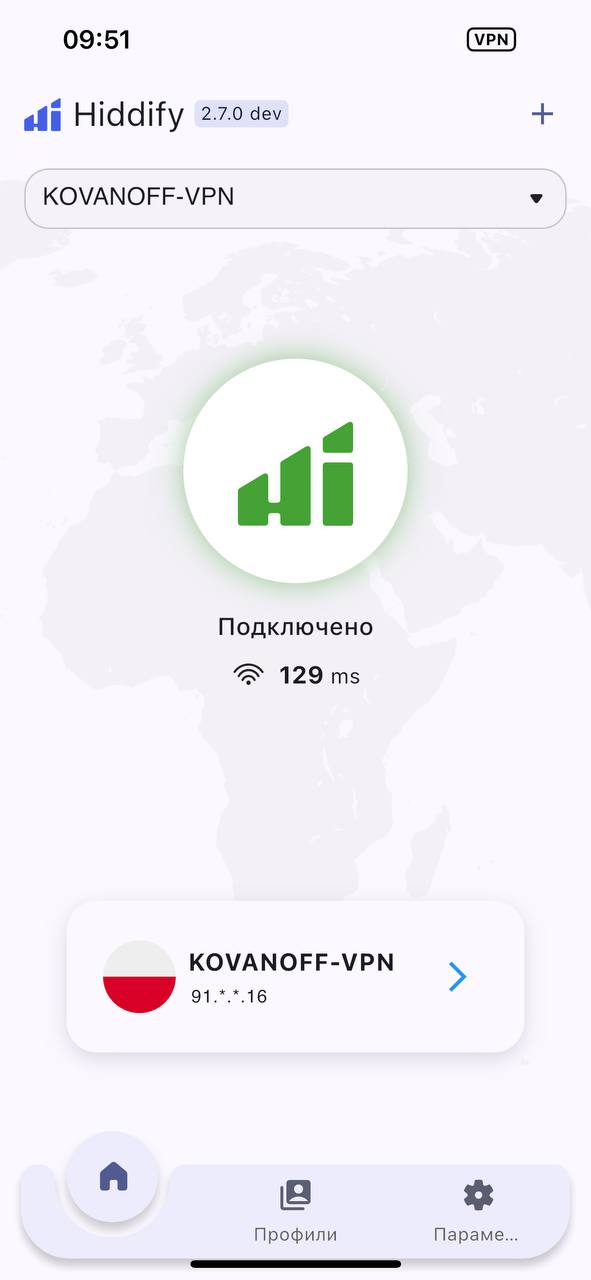 09:51
VPN
Hiddify 2.7.0 dev
KOVANOFF-VPN
Подключено
129 ms
KOVANOFF-VPN
91.*.*.16
Профили
Параме...